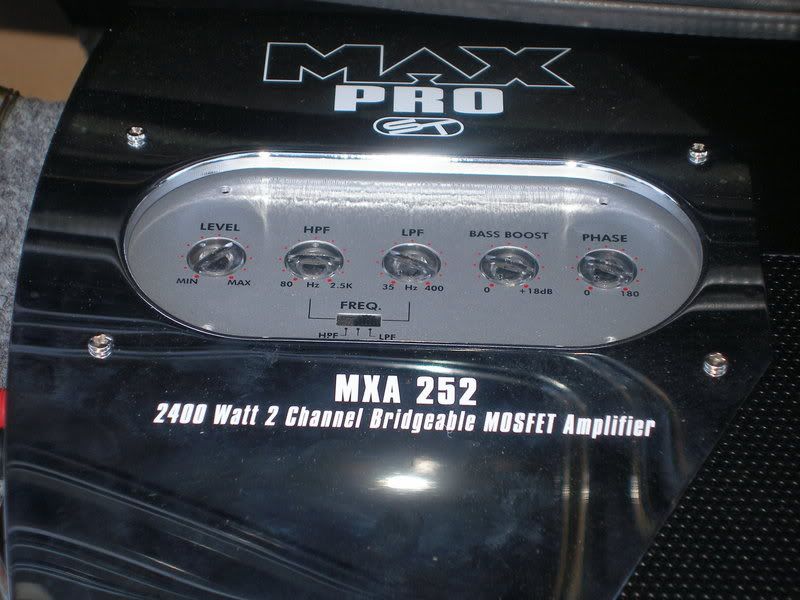 MAX
PRO
ST
LEVEL HPF LPF BASS BOOST PHASE
MIN MAX 80 Hz 2.5K 35 Hz 400 0 +18dB 0 180
FREQ.
HPF LPF
MXA 252
2400 Watt 2 Channel Bridgeable MOSFET Amplifier